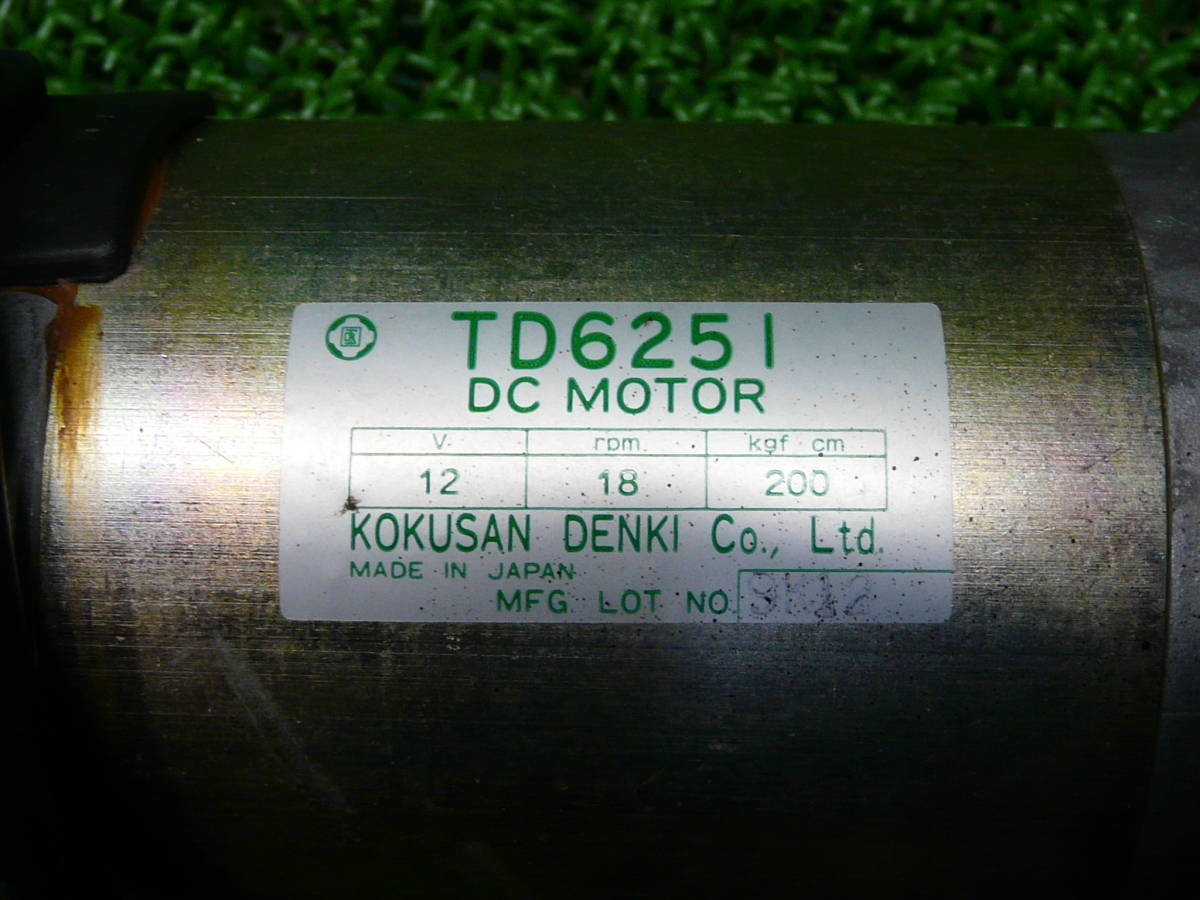 TD6251
DC MOTOR
V. rpm. kgf cm
12 18 200
KOKUSAN DENKI Co., Ltd.
MADE IN JAPAN
MFG LOT NO.